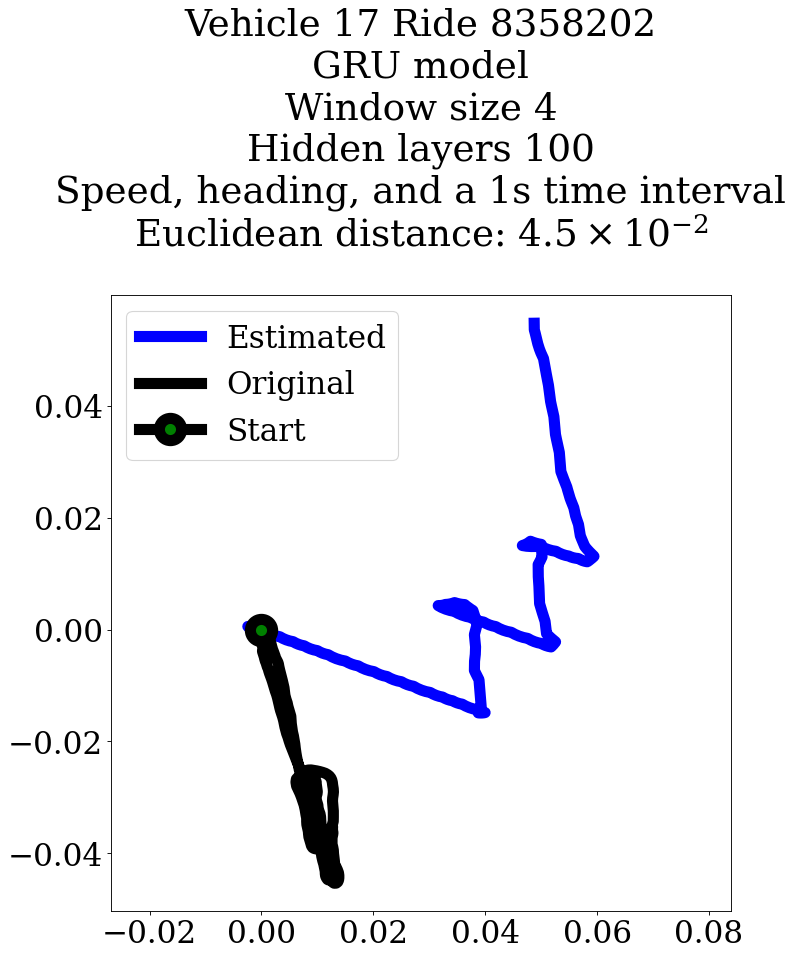 Vehicle 17 Ride 8358202
GRU model
Window size 4
Hidden layers 100
Speed, heading, and a 1s time interval
Euclidean distance: 4.5 × 10⁻²
Estimated
Original
Start
0.04
0.02
0.00
−0.02
−0.04
−0.02 0.00 0.02 0.04 0.06 0.08